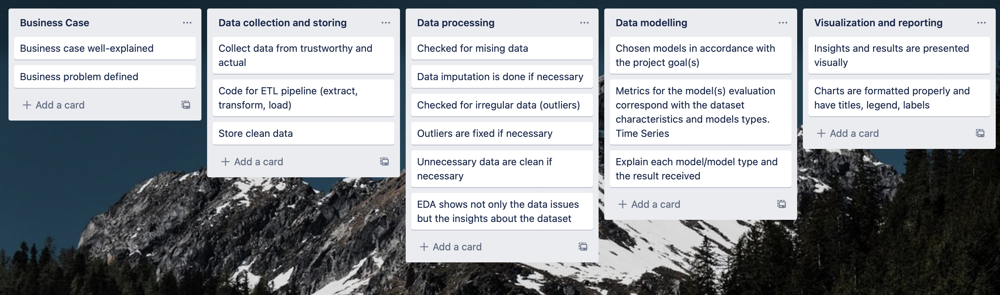 Business Case
Business case well-explained
Business problem defined
Add a card
Data collection and storing
Collect data from trustworthy and
actual
Code for ETL pipeline (extract,
transform, load)
Store clean data
Add a card
Data processing
Checked for mising data
Data imputation is done if necessary
Checked for irregular data (outliers)
Outliers are fixed if necessary
Unnecessary data are clean if
necessary
EDA shows not only the data issues
but the insights about the dataset
Add a card
Data modelling
Chosen models in accordance with
the project goal(s)
Metrics for the model(s) evaluation
correspond with the dataset
characteristics and models types.
Time Series
Explain each model/model type and
the result received
Add a card
Visualization and reporting
Insights and results are presented
visually
Charts are formatted properly and
have titles, legend, labels
Add a card